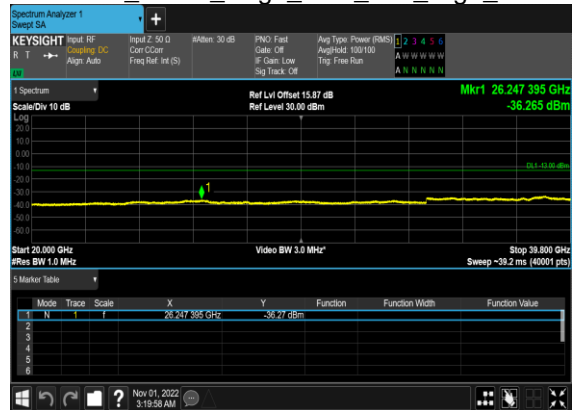 Spectrum Analyzer 1
Swept SA
+
KEYSIGHT Input: RF Input Z: 50 Ω #Atten: 30 dB PNO: Fast Avg Type: Power (RMS) 1 2 3 4 5 6
R T Coupling: DC Corr CCorr Gate: Off Avg|Hold: 100/100 A W W W W W
Align: Auto Freq Ref: Int (S) IF Gain: Low Trig: Free Run
Sig Track: Off A N N N N N
1 Spectrum Ref Lvl Offset 15.87 dB Mkr1 26.247 395 GHz
Scale/Div 10 dB Ref Level 30.00 dBm -36.265 dBm
Log
20.0
10.0
0.00
-10.0 DL1 -13.00 dBm
-20.0
-30.0 1
-40.0
-50.0
-60.0
Start 20.000 GHz Video BW 3.0 MHz* Stop 39.800 GHz
#Res BW 1.0 MHz Sweep ~39.2 ms (40001 pts)
5 Marker Table
Mode Trace Scale X Y Function Function Width Function Value
1 N 1 f 26.247 395 GHz -36.27 dBm
2
3
4
5
6
? Nov 01, 2022
3:19:58 AM